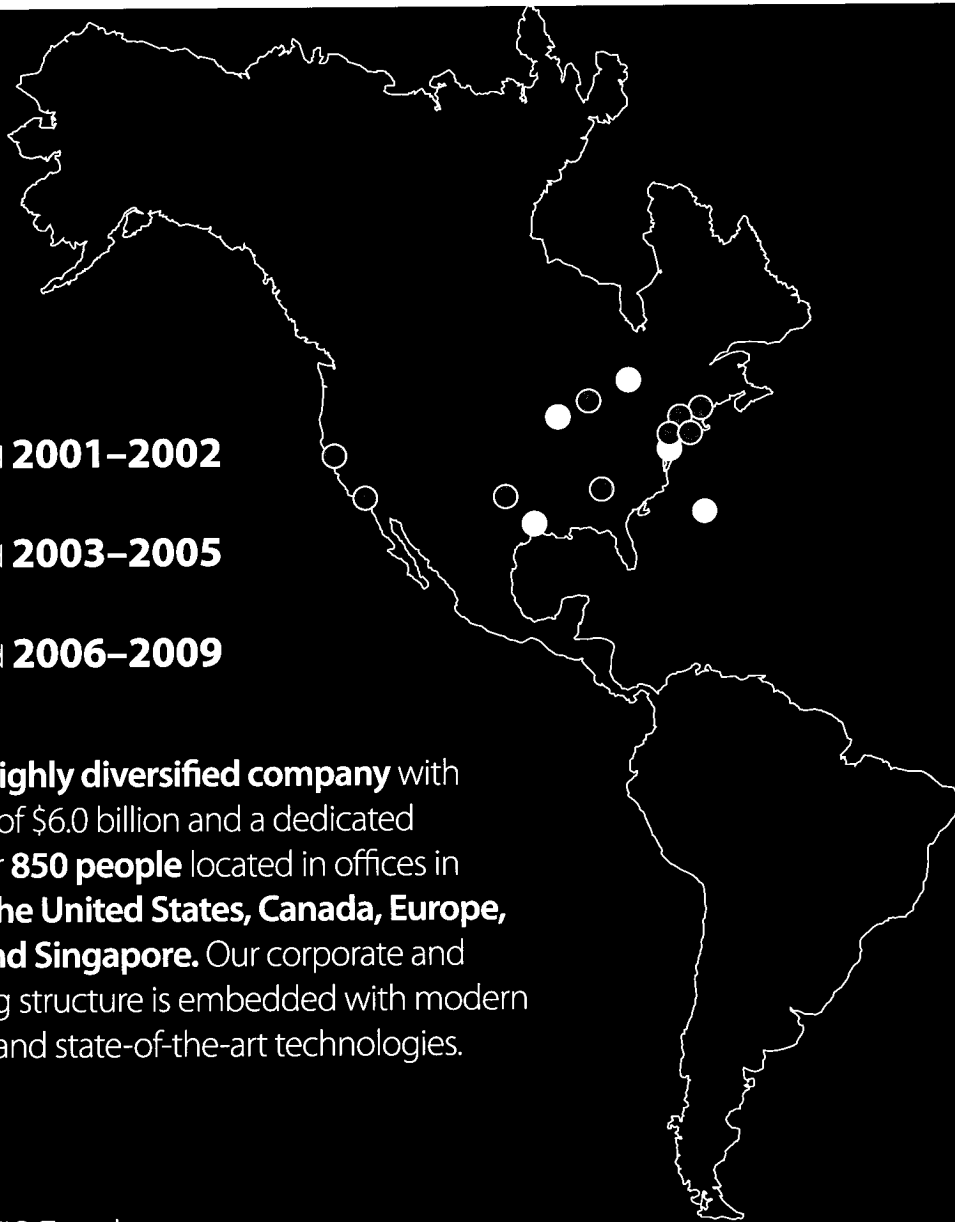 2001–2002
2003–2005
2006–2009
ighly diversified company with
of $6.0 billion and a dedicated
850 people located in offices in
he United States, Canada, Europe,
nd Singapore. Our corporate and
g structure is embedded with modern
and state-of-the-art technologies.